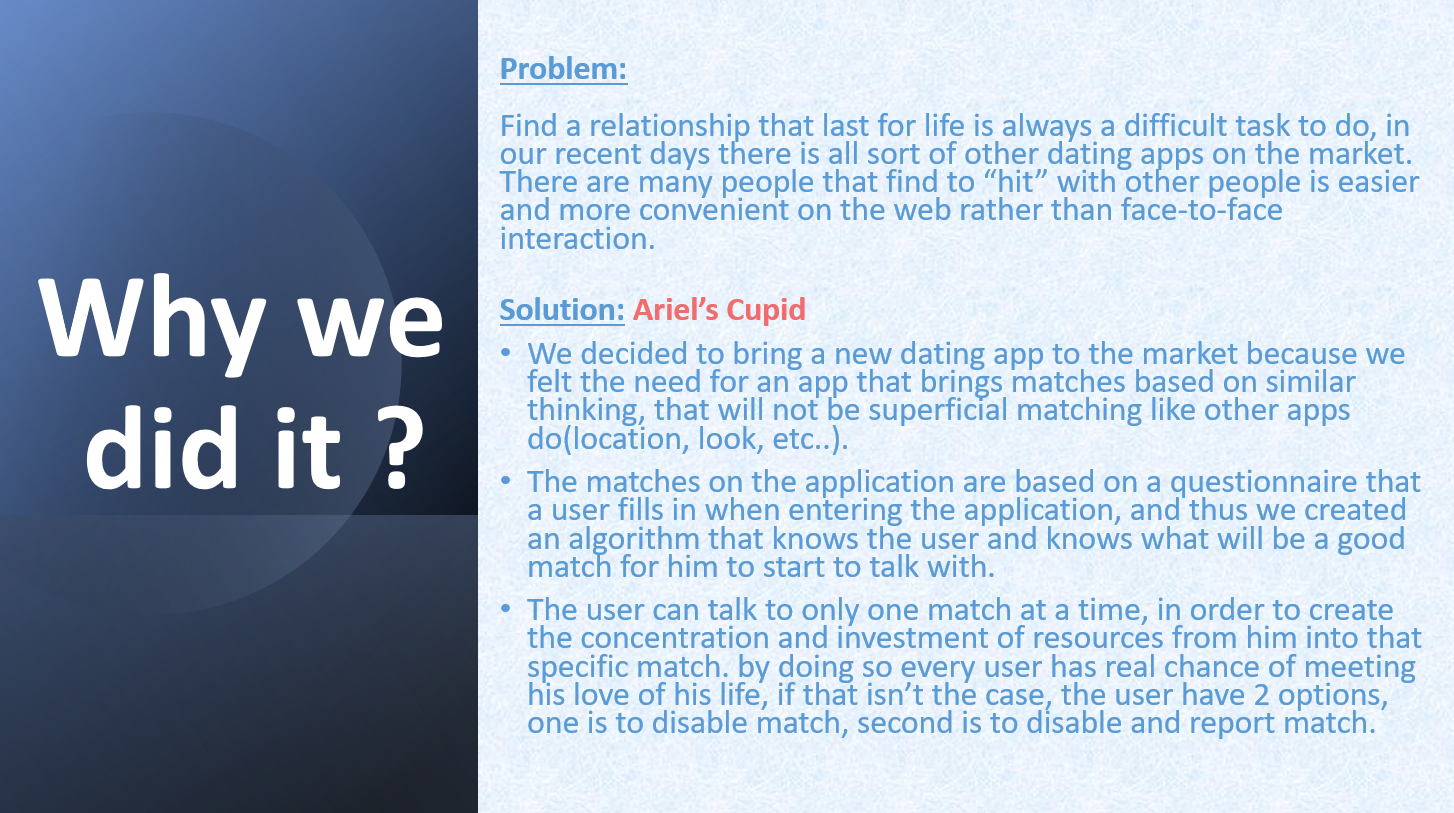 Why we
did it ?
Problem:
Find a relationship that last for life is always a difficult task to do, in
our recent days there is all sort of other dating apps on the market.
There are many people that find to “hit” with other people is easier
and more convenient on the web rather than face-to-face
interaction.
Solution: Ariel’s Cupid
• We decided to bring a new dating app to the market because we
felt the need for an app that brings matches based on similar
thinking, that will not be superficial matching like other apps
do(location, look, etc..).
• The matches on the application are based on a questionnaire that
a user fills in when entering the application, and thus we created
an algorithm that knows the user and knows what will be a good
match for him to start to talk with.
• The user can talk to only one match at a time, in order to create
the concentration and investment of resources from him into that
specific match. by doing so every user has real chance of meeting
his love of his life, if that isn’t the case, the user have 2 options,
one is to disable match, second is to disable and report match.